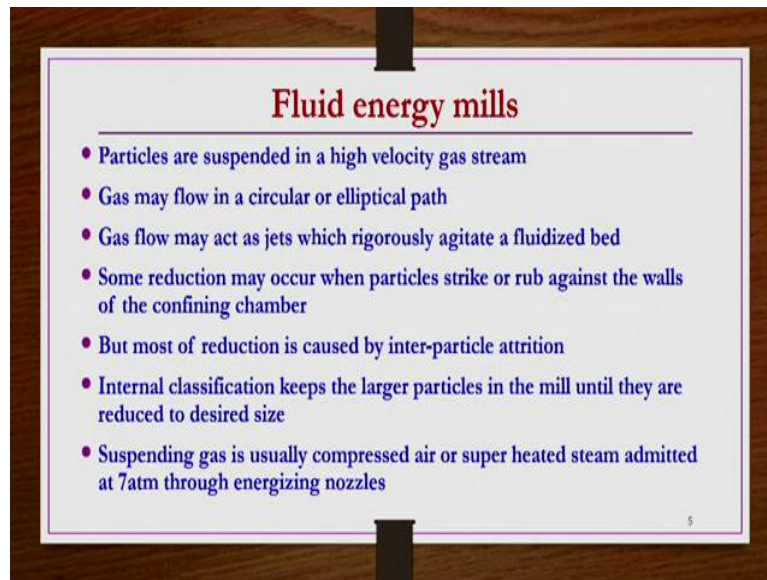 Fluid energy mills
• Particles are suspended in a high velocity gas stream
• Gas may flow in a circular or elliptical path
• Gas flow may act as jets which rigorously agitate a fluidized bed
• Some reduction may occur when particles strike or rub against the walls
of the confining chamber
• But most of reduction is caused by inter-particle attrition
• Internal classification keeps the larger particles in the mill until they are
reduced to desired size
• Suspending gas is usually compressed air or super heated steam admitted
at 7atm through energizing nozzles
5